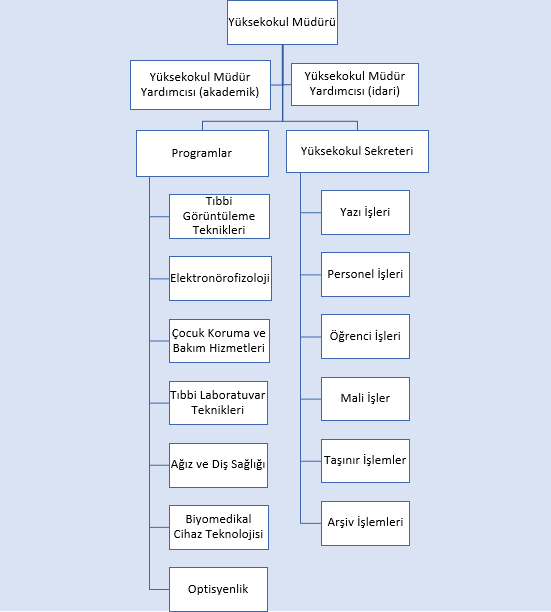 Yüksekokul Müdürü
Yüksekokul Müdür
Yardımcısı (akademik)
Yüksekokul Müdür
Yardımcısı (idari)
Programlar
Yüksekokul Sekreteri
Tıbbi
Görüntüleme
Teknikleri
Elektronörofizoloji
Çocuk Koruma ve
Bakım Hizmetleri
Tıbbi Laboratuvar
Teknikleri
Ağız ve Diş Sağlığı
Biyomedikal
Cihaz Teknolojisi
Optisyenlik
Yazı İşleri
Personel İşleri
Öğrenci İşleri
Mali İşler
Taşınır İşlemler
Arşiv İşlemleri